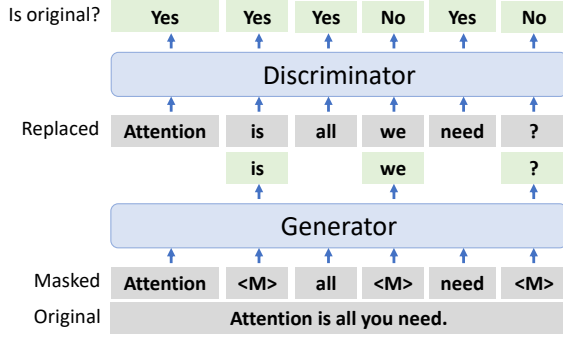 Is original? Yes Yes Yes No Yes No
Discriminator
Replaced Attention is all we need ?
is we ?
Generator
Masked Attention <M> all <M> need <M>
Original Attention is all you need.